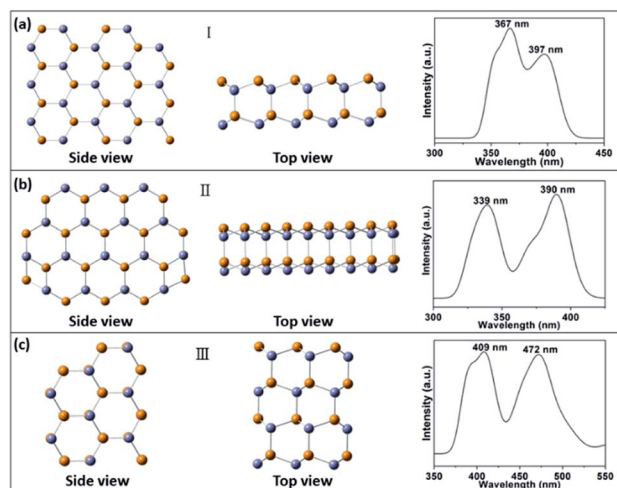 (a)
I
Side view
Top view
367 nm
397 nm
Intensity (a.u.)
300 350 400 450
Wavelength (nm)
(b)
II
Side view
Top view
339 nm
390 nm
Intensity (a.u.)
300 350 400
Wavelength (nm)
(c)
III
Side view
Top view
409 nm
472 nm
Intensity (a.u.)
350 400 450 500 550
Wavelength (nm)